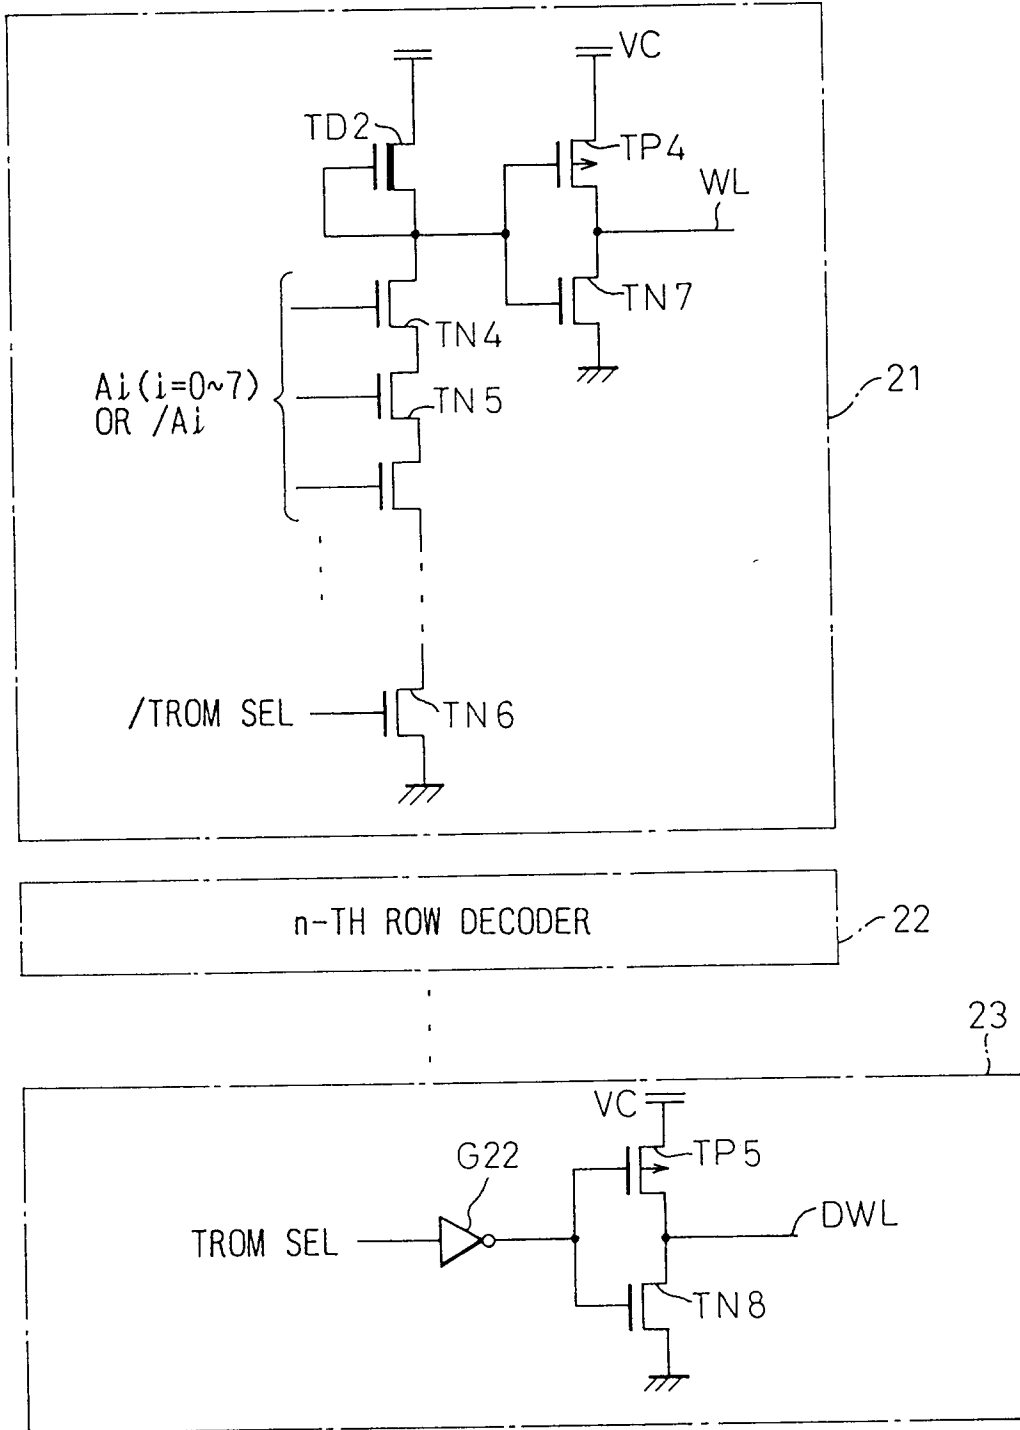 VC
TD2
TP4
WL
TN7
TN4
Ai(i=0~7)
OR /Ai
TN5
21
/TROM SEL
TN6
n-TH ROW DECODER
22
23
VC
TP5
G22
TROM SEL
DWL
TN8